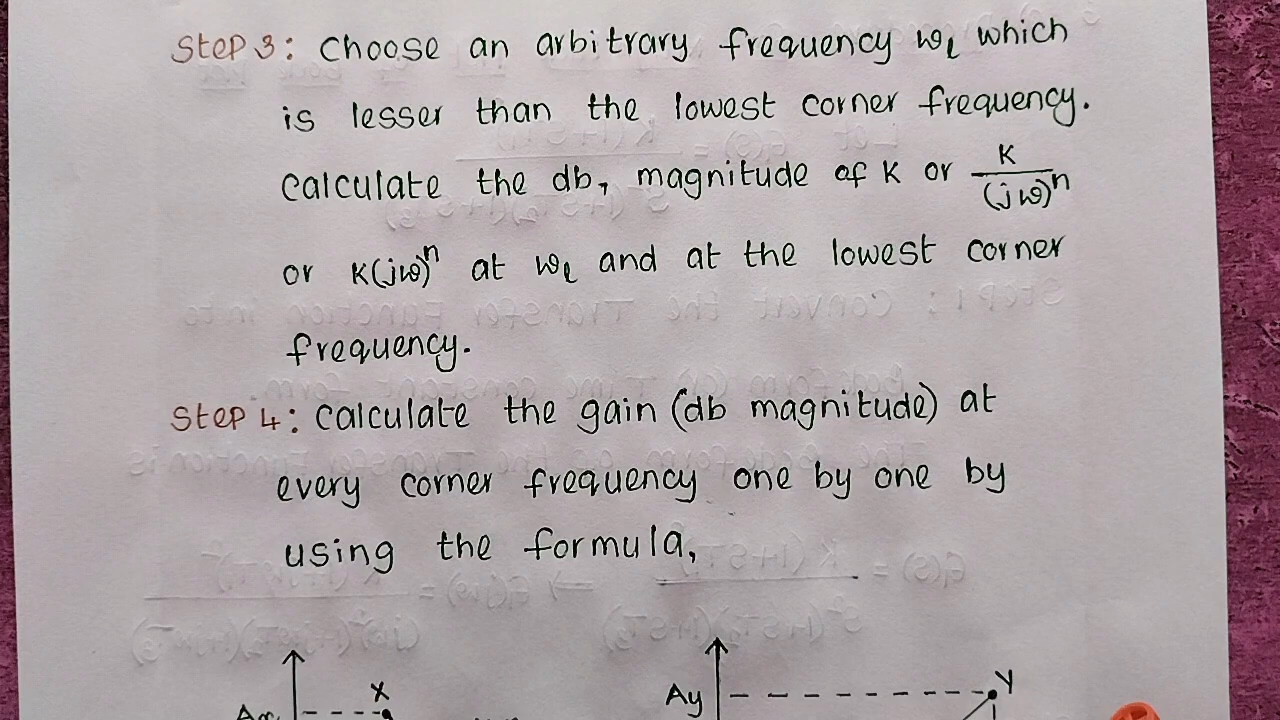 Step 3: Choose an arbitrary frequency ωl which
is lesser than the lowest corner frequency.
Calculate the db, magnitude of K or K/(jω)^n
or K(jω)^n at ωl and at the lowest corner
frequency.
Step 4: Calculate the gain (db magnitude) at
every corner frequency one by one by
using the formula,
X
Ay
Y